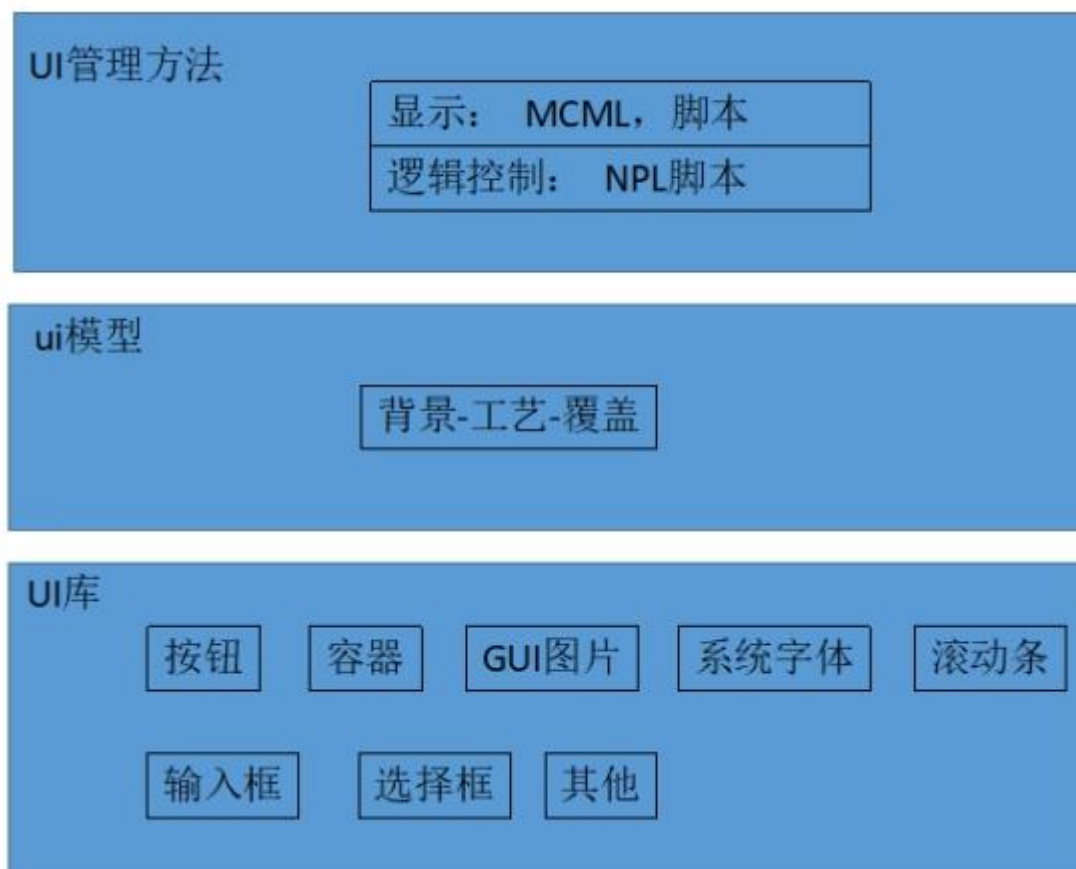 UI管理方法
显示： MCML，脚本
逻辑控制： NPL脚本
ui模型
背景-工艺-覆盖
UI库
按钮 容器 GUI图片 系统字体 滚动条
输入框 选择框 其他